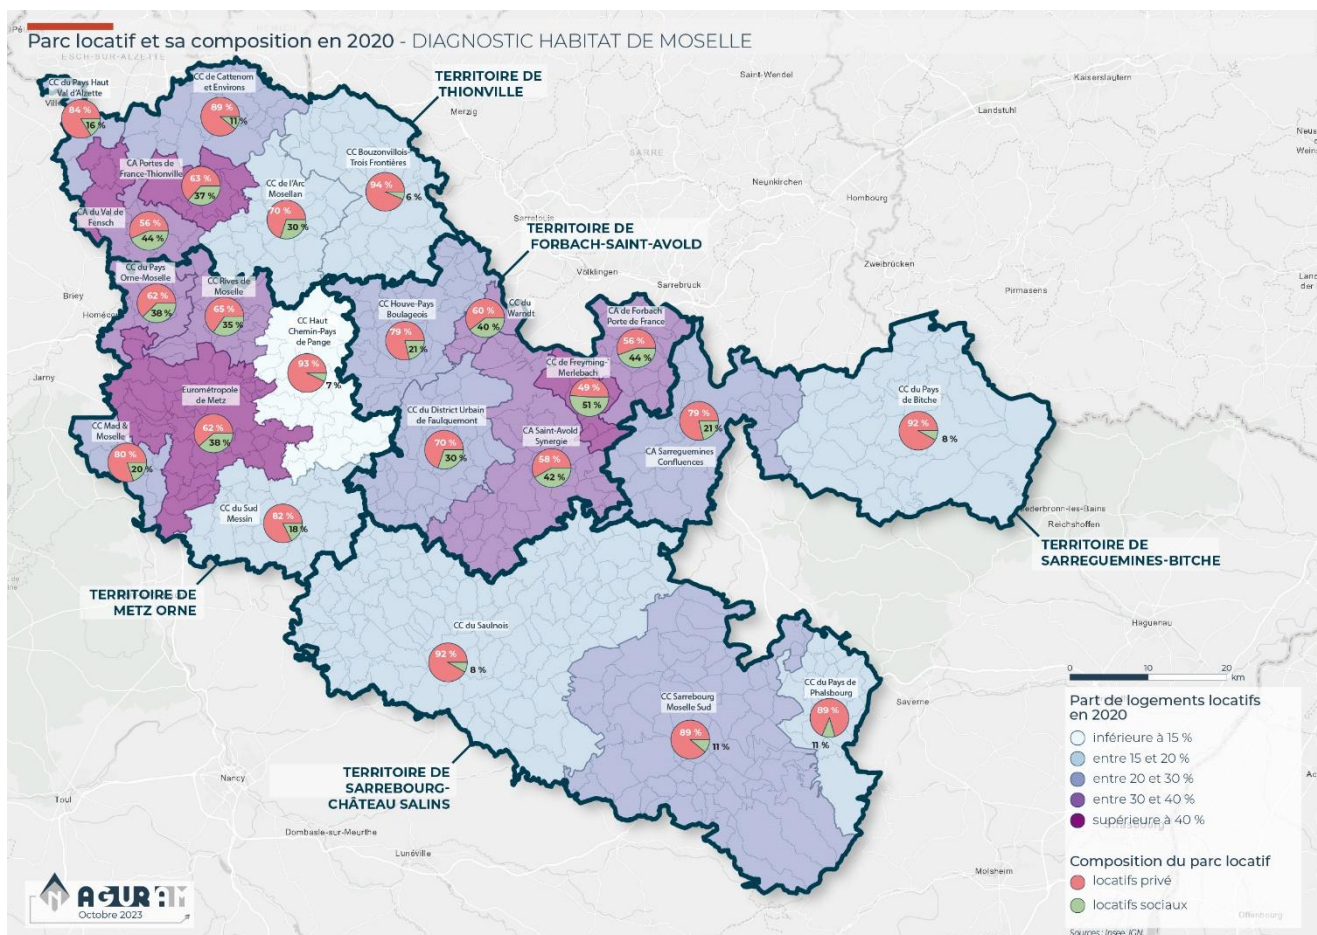 Parc locatif et sa composition en 2020 - DIAGNOSTIC HABITAT DE MOSELLE
ESCH-SUR-ALZETTE
Saint-Wendel
Kaiserslautern
Landstuhl
Merzig
SARRE
Neunkirchen
Hombourg
Sarrelouis
Völklingen
Sarrebruck
Zweibrücken
Pirmasens
Briey
Jarny
TERRITOIRE DE
THIONVILLE
CC du Pays Haut
Val d'Alzette
84 %
16 %
CC de Cattenom
et Environs
89 %
11 %
CC Bouzonvillois-
Trois Frontières
94 %
6 %
CA Portes de
France-Thionville
63 %
37 %
CC de l'Arc
Mosellan
70 %
30 %
CA du Val de
Fensch
56 %
44 %
TERRITOIRE DE
FORBACH-SAINT-AVOLD
CC du Pays
Orne-Moselle
62 %
38 %
CC Rives de
Moselle
65 %
35 %
CC Haut
Chemin-Pays
de Pange
93 %
7 %
CC Houve-Pays
Boulageois
79 %
21 %
CC du
Warndt
60 %
40 %
CA de Forbach
Porte de France
56 %
44 %
CC de Freyming-
Merlebach
49 %
51 %
Eurométropole
de Metz
62 %
38 %
CC Mad &
Moselle
80 %
20 %
CC du District Urbain
de Faulquemont
70 %
30 %
CA Saint-Avold
Synergie
58 %
42 %
79 %
21 %
CA Sarreguemines
Confluences
CC du Pays
de Bitche
92 %
8 %
CC du Sud
Messin
82 %
18 %
TERRITOIRE DE
METZ ORNE
Reichshoffen
TERRITOIRE DE
SARREGUEMINES-BITCHE
CC du Saulnois
92 %
8 %
CC Sarrebourg
Moselle Sud
89 %
11 %
CC du Pays de
Phalsbourg
89 %
11 %
TERRITOIRE DE
SARREBOURG-
CHÂTEAU SALINS
Haguenau
Saverne
Nancy
Toul
Dombasle-sur-Meurthe
Lunéville
Molsheim
Offenbourg
0 10 20
km
Part de logements locatifs
en 2020
inférieure à 15 %
entre 15 et 20 %
entre 20 et 30 %
entre 30 et 40 %
supérieure à 40 %
Composition du parc locatif
locatifs privé
locatifs sociaux
Sources : Insee, IGN
N
AGURAM
Octobre 2023